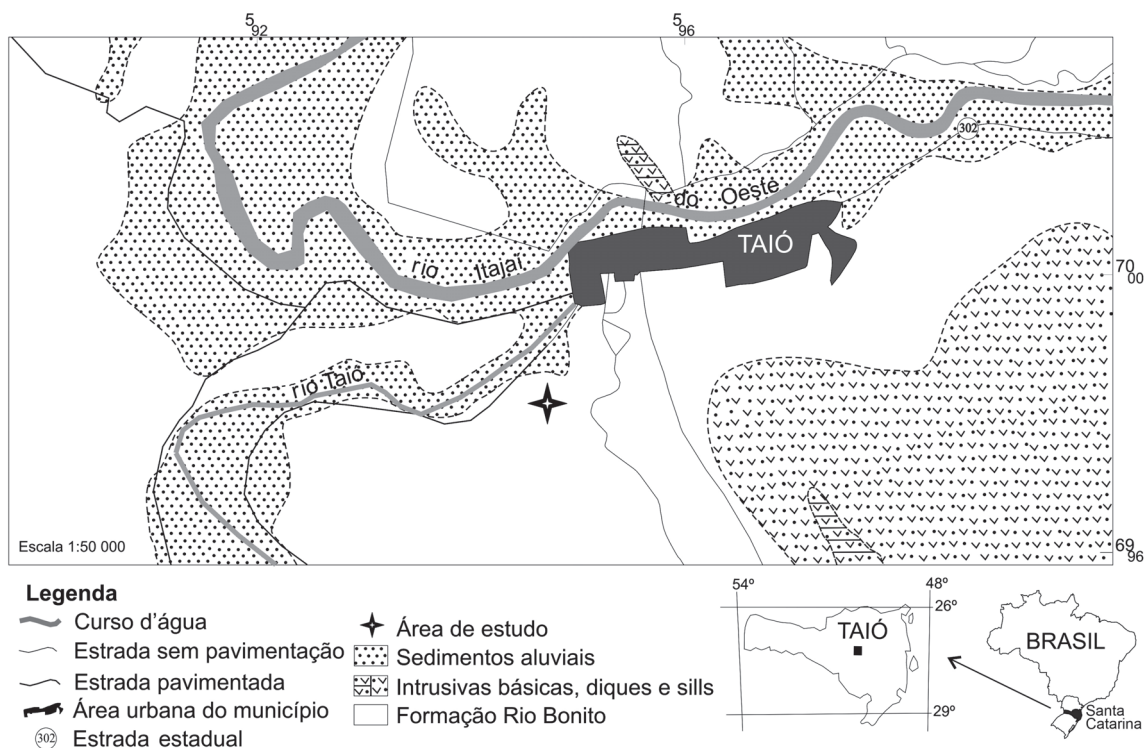 5
92
5
96
302
do Oeste
TAIÓ
rio Itajaí
70
00
rio Taió
69
96
Escala 1:50 000
Legenda
Curso d'água
Estrada sem pavimentação
Estrada pavimentada
Área urbana do município
302
Estrada estadual
Área de estudo
Sedimentos aluviais
Intrusivas básicas, diques e sills
Formação Rio Bonito
54º
48º
26º
TAIÓ
29º
BRASIL
Santa
Catarina